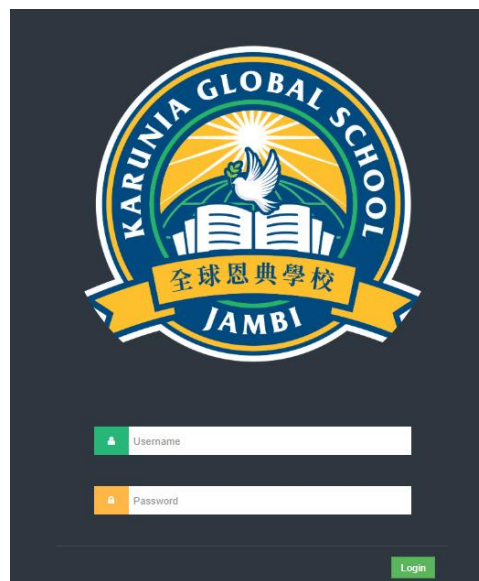 KARUNIA GLOBAL SCHOOL
全球恩典學校
JAMBI
Username
Password
Login